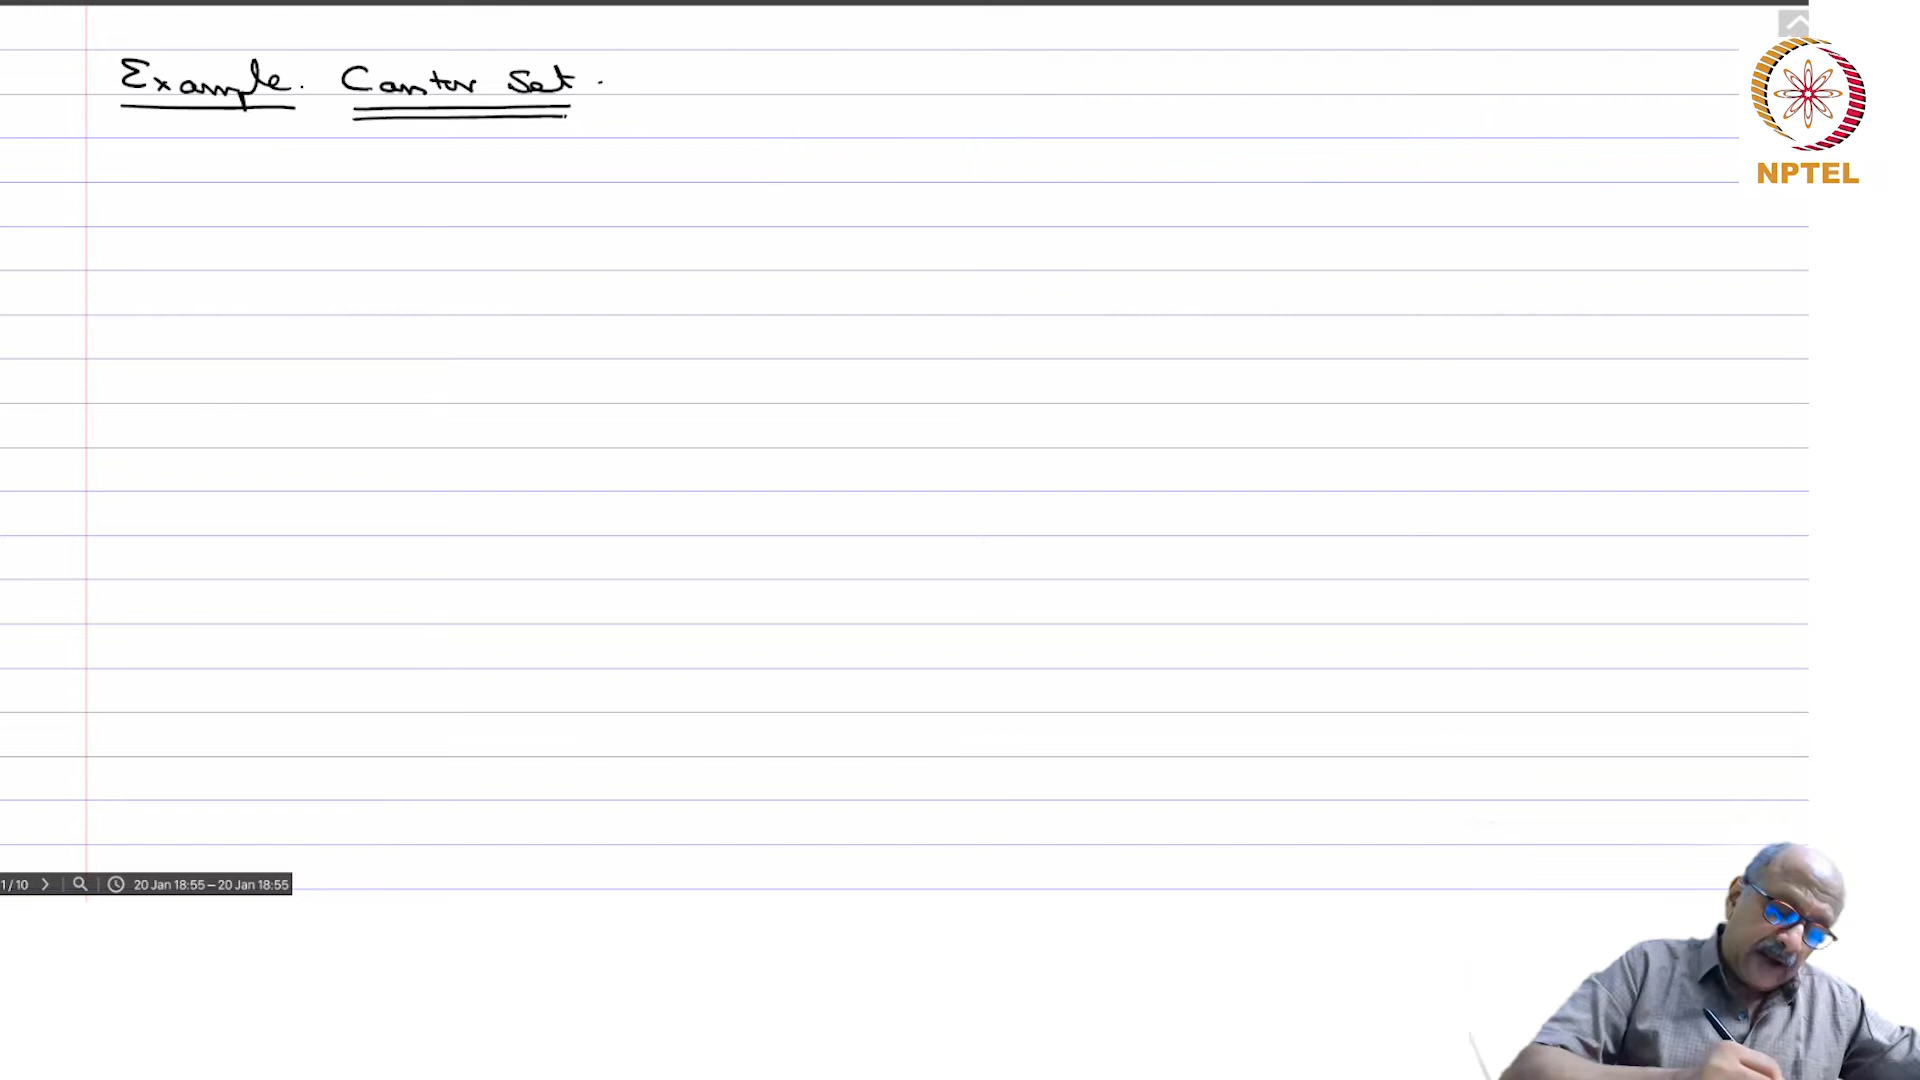 Example. Cantor Set.
NPTEL
1 / 10 20 Jan 18:55 – 20 Jan 18:55